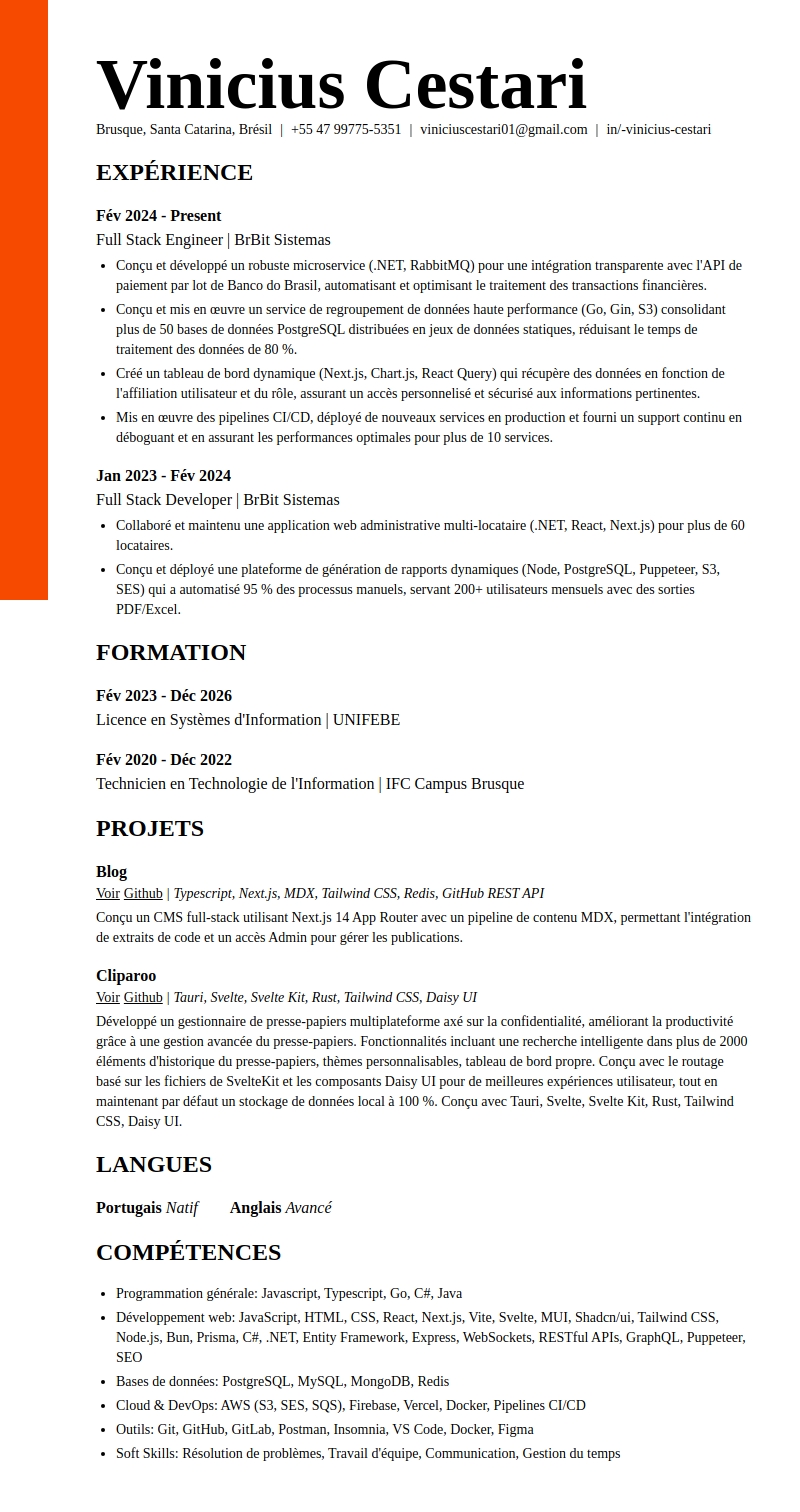 Vinicius Cestari
Brusque, Santa Catarina, Brésil | +55 47 99775-5351 | viniciuscestari01@gmail.com | in/-vinicius-cestari
EXPÉRIENCE
Fév 2024 - Present
Full Stack Engineer | BrBit Sistemas
• Conçu et développé un robuste microservice (.NET, RabbitMQ) pour une intégration transparente avec l'API de
paiement par lot de Banco do Brasil, automatisant et optimisant le traitement des transactions financières.
• Conçu et mis en œuvre un service de regroupement de données haute performance (Go, Gin, S3) consolidant
plus de 50 bases de données PostgreSQL distribuées en jeux de données statiques, réduisant le temps de
traitement des données de 80 %.
• Créé un tableau de bord dynamique (Next.js, Chart.js, React Query) qui récupère des données en fonction de
l'affiliation utilisateur et du rôle, assurant un accès personnelisé et sécurisé aux informations pertinentes.
• Mis en œuvre des pipelines CI/CD, déployé de nouveaux services en production et fourni un support continu en
déboguant et en assurant les performances optimales pour plus de 10 services.
Jan 2023 - Fév 2024
Full Stack Developer | BrBit Sistemas
• Collaboré et maintenu une application web administrative multi-locataire (.NET, React, Next.js) pour plus de 60
locataires.
• Conçu et déployé une plateforme de génération de rapports dynamiques (Node, PostgreSQL, Puppeteer, S3,
SES) qui a automatisé 95 % des processus manuels, servant 200+ utilisateurs mensuels avec des sorties
PDF/Excel.
FORMATION
Fév 2023 - Déc 2026
Licence en Systèmes d'Information | UNIFEBE
Fév 2020 - Déc 2022
Technicien en Technologie de l'Information | IFC Campus Brusque
PROJETS
Blog
Voir Github | Typescript, Next.js, MDX, Tailwind CSS, Redis, GitHub REST API
Conçu un CMS full-stack utilisant Next.js 14 App Router avec un pipeline de contenu MDX, permettant l'intégration
de extraits de code et un accès Admin pour gérer les publications.
Cliparoo
Voir Github | Tauri, Svelte, Svelte Kit, Rust, Tailwind CSS, Daisy UI
Développé un gestionnaire de presse-papiers multiplateforme axé sur la confidentialité, améliorant la productivité
grâce à une gestion avancée du presse-papiers. Fonctionnalités incluant une recherche intelligente dans plus de 2000
éléments d'historique du presse-papiers, thèmes personnalisables, tableau de bord propre. Conçu avec le routage
basé sur les fichiers de SvelteKit et les composants Daisy UI pour de meilleures expériences utilisateur, tout en
maintenant par défaut un stockage de données local à 100 %. Conçu avec Tauri, Svelte, Svelte Kit, Rust, Tailwind
CSS, Daisy UI.
LANGUES
Portugais Natif Anglais Avancé
COMPÉTENCES
• Programmation générale: Javascript, Typescript, Go, C#, Java
• Développement web: JavaScript, HTML, CSS, React, Next.js, Vite, Svelte, MUI, Shadcn/ui, Tailwind CSS,
Node.js, Bun, Prisma, C#, .NET, Entity Framework, Express, WebSockets, RESTful APIs, GraphQL, Puppeteer,
SEO
• Bases de données: PostgreSQL, MySQL, MongoDB, Redis
• Cloud & DevOps: AWS (S3, SES, SQS), Firebase, Vercel, Docker, Pipelines CI/CD
• Outils: Git, GitHub, GitLab, Postman, Insomnia, VS Code, Docker, Figma
• Soft Skills: Résolution de problèmes, Travail d'équipe, Communication, Gestion du temps